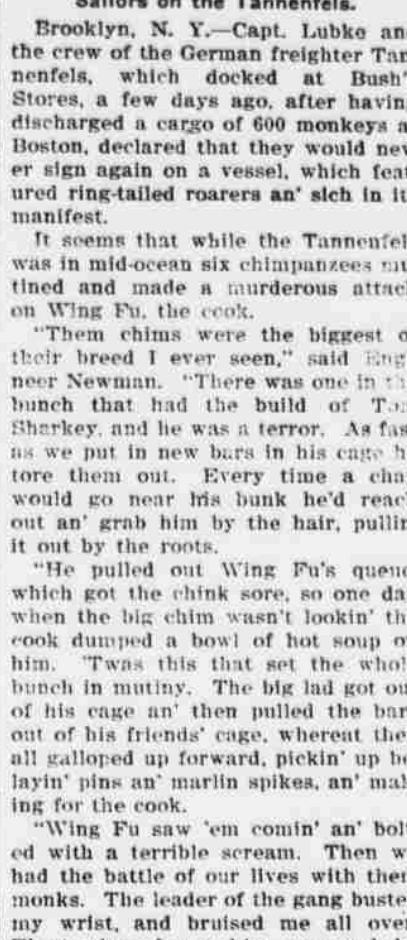 Sailors on the Tannenfels.
Brooklyn, N. Y.—Capt. Lubke an
the crew of the German freighter Tan
nenfels, which docked at Bush'
Stores, a few days ago, after havin
discharged a cargo of 600 monkeys a
Boston, declared that they would nev
er sign again on a vessel, which feat
ured ring-tailed roarers an' sich in it
manifest.
It seems that while the Tannenfel
was in mid-ocean six chimpanzees mu
tined and made a murderous attac
on Wing Fu, the cook.
"Them chims were the biggest o
their breed I ever seen," said Engi
neer Newman. "There was one in th
bunch that had the build of Tom
Sharkey, and he was a terror. As fas
as we put in new bars in his cage h
tore them out. Every time a cha
would go near his bunk he'd reac
out an' grab him by the hair, pullin
it out by the roots.
"He pulled out Wing Fu's queue
which got the chink sore, so one da
when the big chim wasn't lookin' th
cook dumped a bowl of hot soup o
him. 'Twas this that set the whol
bunch in mutiny. The big lad got ou
of his cage an' then pulled the bar
out of his friends' cage, whereat the
all galloped up forward, pickin' up be
layin' pins an' marlin spikes, an' mak
ing for the cook.
"Wing Fu saw 'em comin' an' bolt
ed with a terrible scream. Then w
had the battle of our lives with them
monks. The leader of the gang buste
my wrist, and bruised me all over